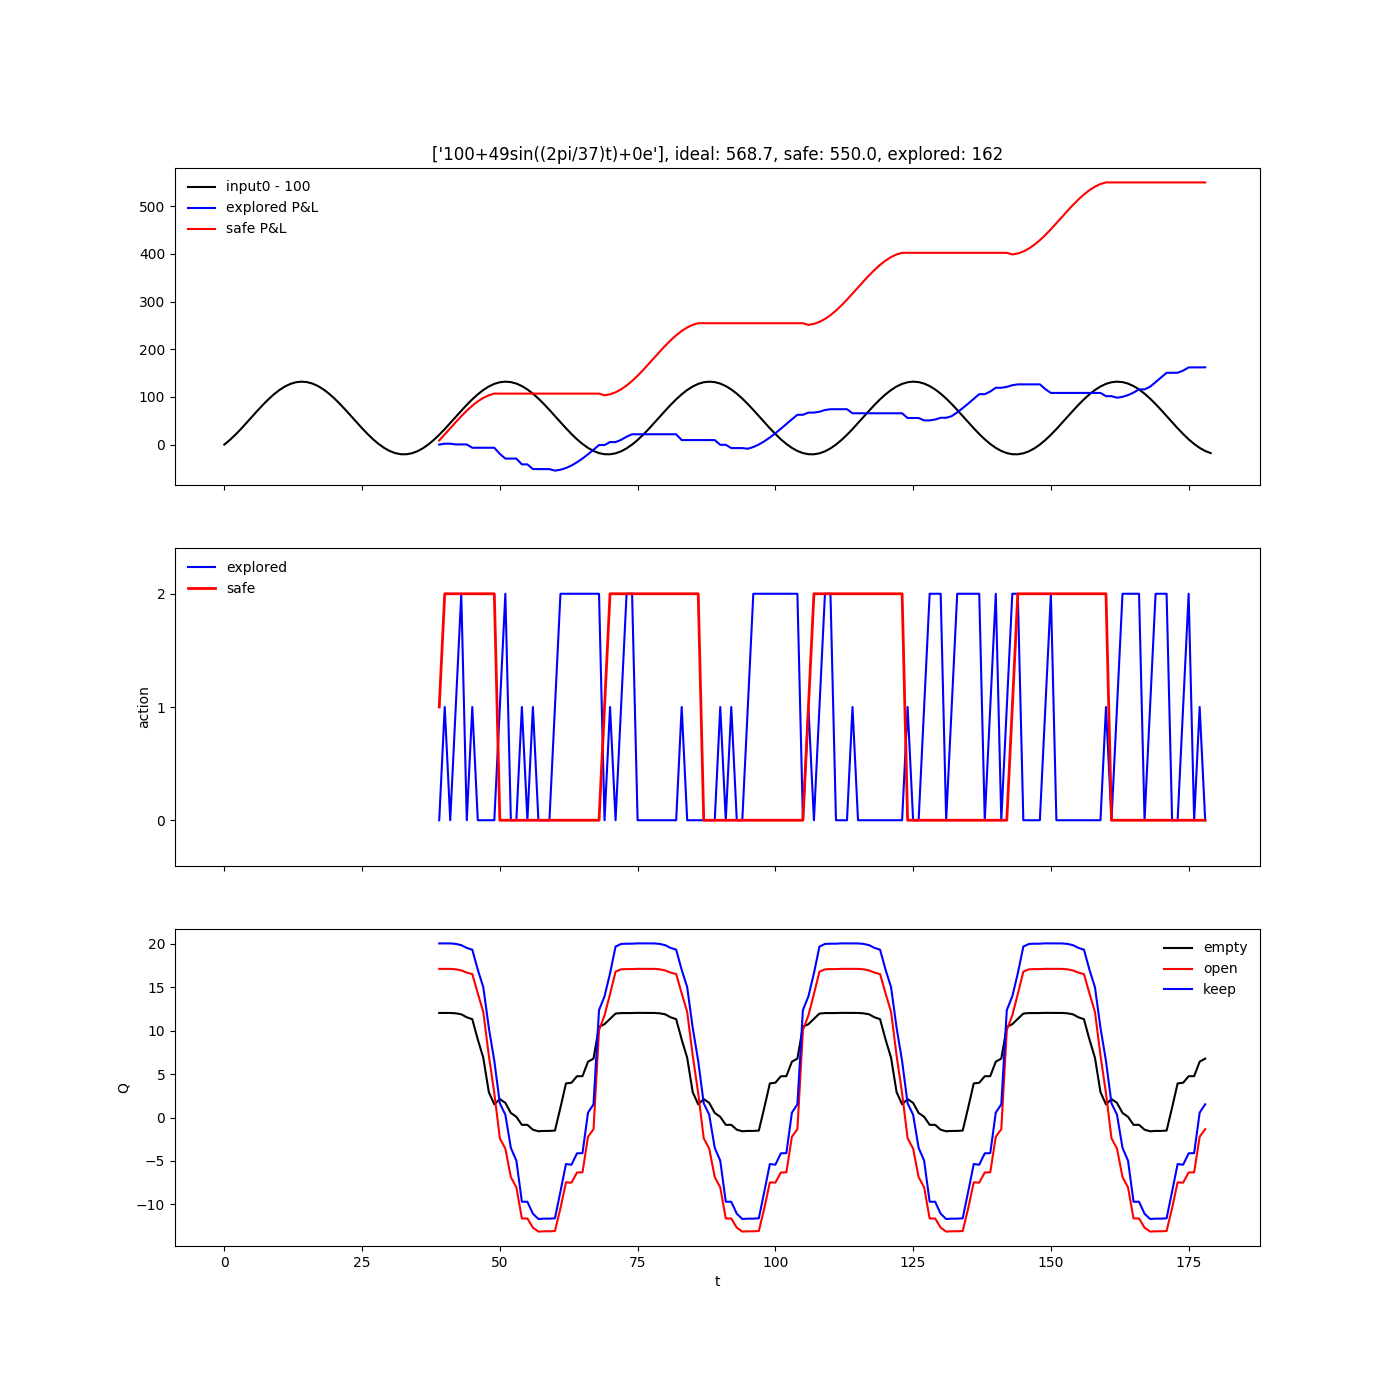 ['100+49sin((2pi/37)t)+0e'], ideal: 568.7, safe: 550.0, explored: 162
input0 - 100
explored P&L
safe P&L
500
400
300
200
100
0
explored
safe
2
1
0
action
empty
open
keep
20
15
10
5
0
−5
−10
Q
0 25 50 75 100 125 150 175
t